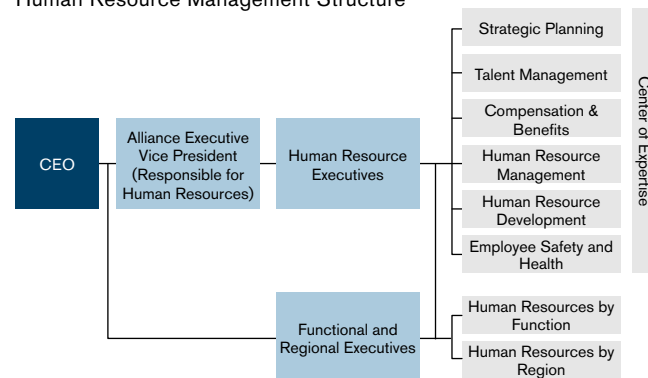 Human Resource Management Structure
CEO
Alliance Executive
Vice President
(Responsible for
Human Resources)
Human Resource
Executives
Functional and
Regional Executives
Strategic Planning
Talent Management
Compensation &
Benefits
Human Resource
Management
Human Resource
Development
Employee Safety and
Health
Human Resources by
Function
Human Resources by
Region
Center of Expertise